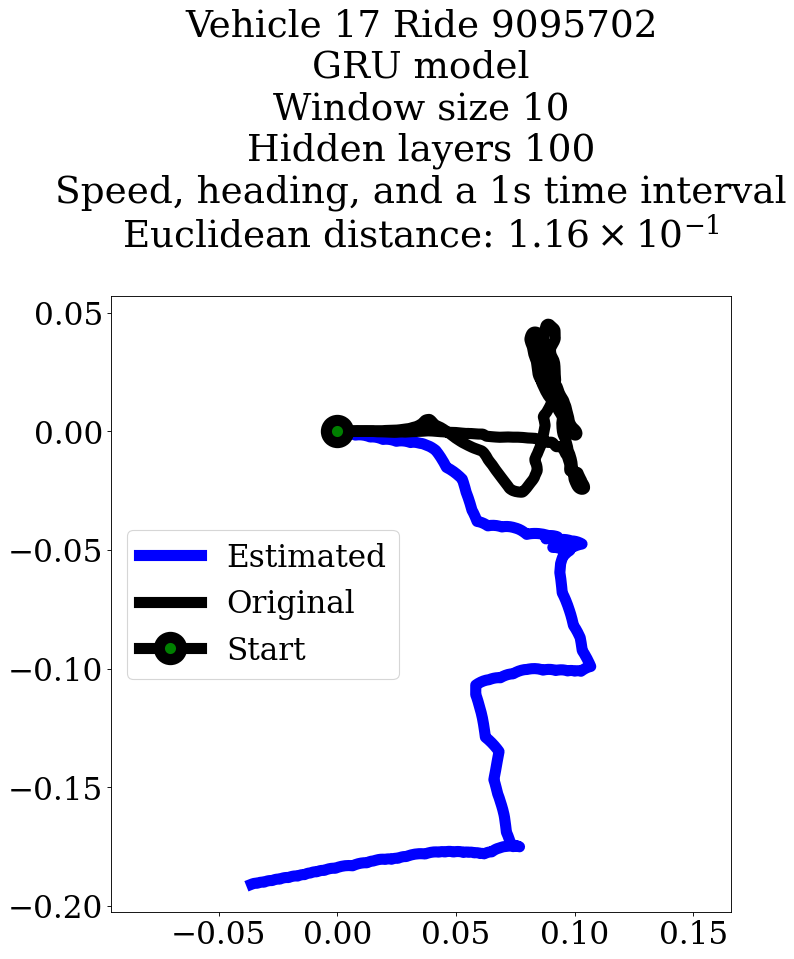 Vehicle 17 Ride 9095702
GRU model
Window size 10
Hidden layers 100
Speed, heading, and a 1s time interval
Euclidean distance: 1.16 × 10⁻¹
0.05
0.00
−0.05
−0.10
−0.15
−0.20
Estimated
Original
Start
−0.05 0.00 0.05 0.10 0.15